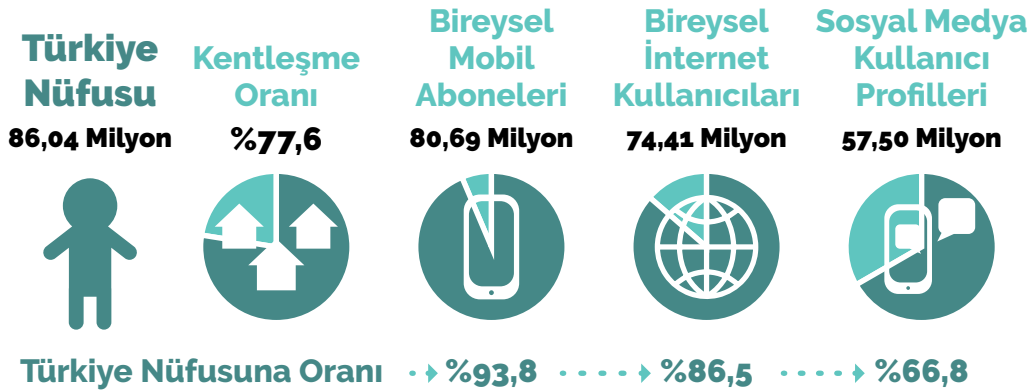 Türkiye
Nüfusu
86,04 Milyon
Kentleşme
Oranı
%77,6
Bireysel
Mobil
Aboneleri
80,69 Milyon
Bireysel
İnternet
Kullanıcıları
74,41 Milyon
Sosyal Medya
Kullanıcı
Profilleri
57,50 Milyon
Türkiye Nüfusuna Oranı %93,8 %86,5 %66,8